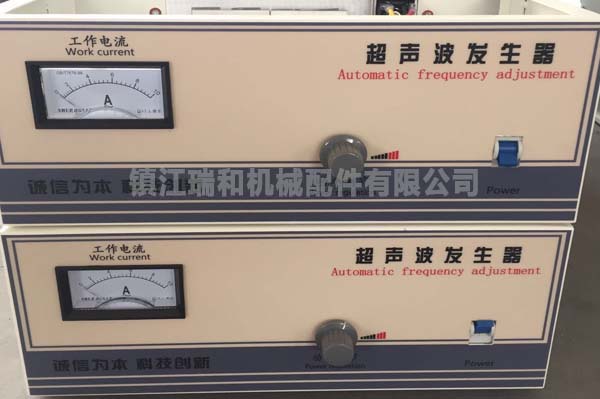 工作电流
Work current
超声波发生器
Automatic frequency adjustment
A
镇江瑞和机械配件有限公司
诚信为本
Power
工作电流
Work current
超声波发生器
Automatic frequency adjustment
A
诚信为本 科技创新
Power